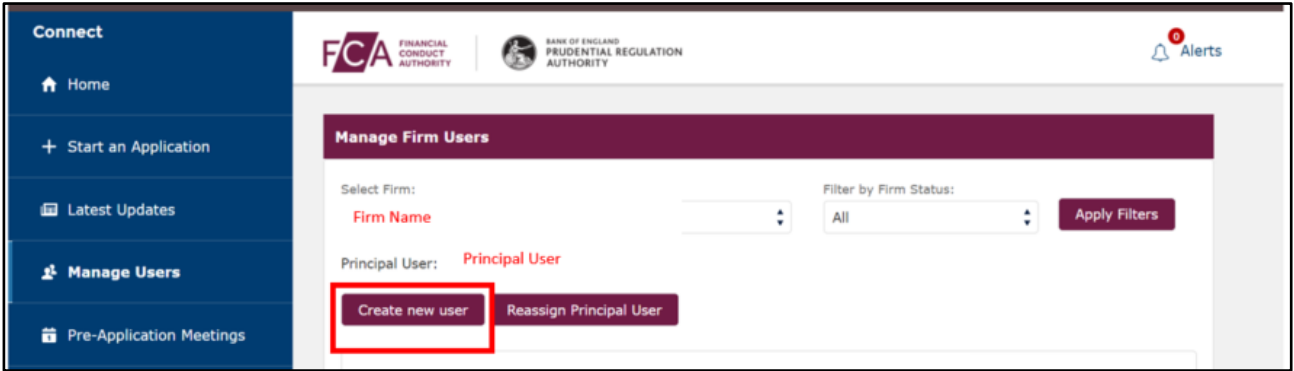 Connect
Home
Start an Application
Latest Updates
Manage Users
Pre-Application Meetings
FCA FINANCIAL
CONDUCT
AUTHORITY
BANK OF ENGLAND
PRUDENTIAL REGULATION
AUTHORITY
0
Alerts
Manage Firm Users
Select Firm:
Firm Name
Filter by Firm Status:
All
Apply Filters
Principal User: Principal User
Create new user
Reassign Principal User